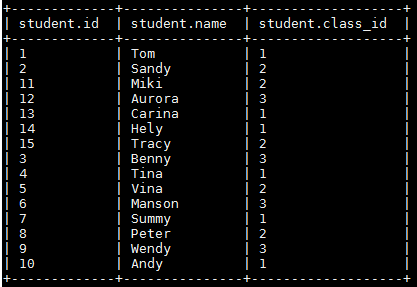 +-------------+---------------+-------------------+
| student.id | student.name | student.class_id |
+-------------+---------------+-------------------+
| 1 | Tom | 1 |
| 2 | Sandy | 2 |
| 11 | Miki | 2 |
| 12 | Aurora | 3 |
| 13 | Carina | 1 |
| 14 | Hely | 1 |
| 15 | Tracy | 2 |
| 3 | Benny | 3 |
| 4 | Tina | 1 |
| 5 | Vina | 2 |
| 6 | Manson | 3 |
| 7 | Summy | 1 |
| 8 | Peter | 2 |
| 9 | Wendy | 3 |
| 10 | Andy | 1 |
+-------------+---------------+-------------------+